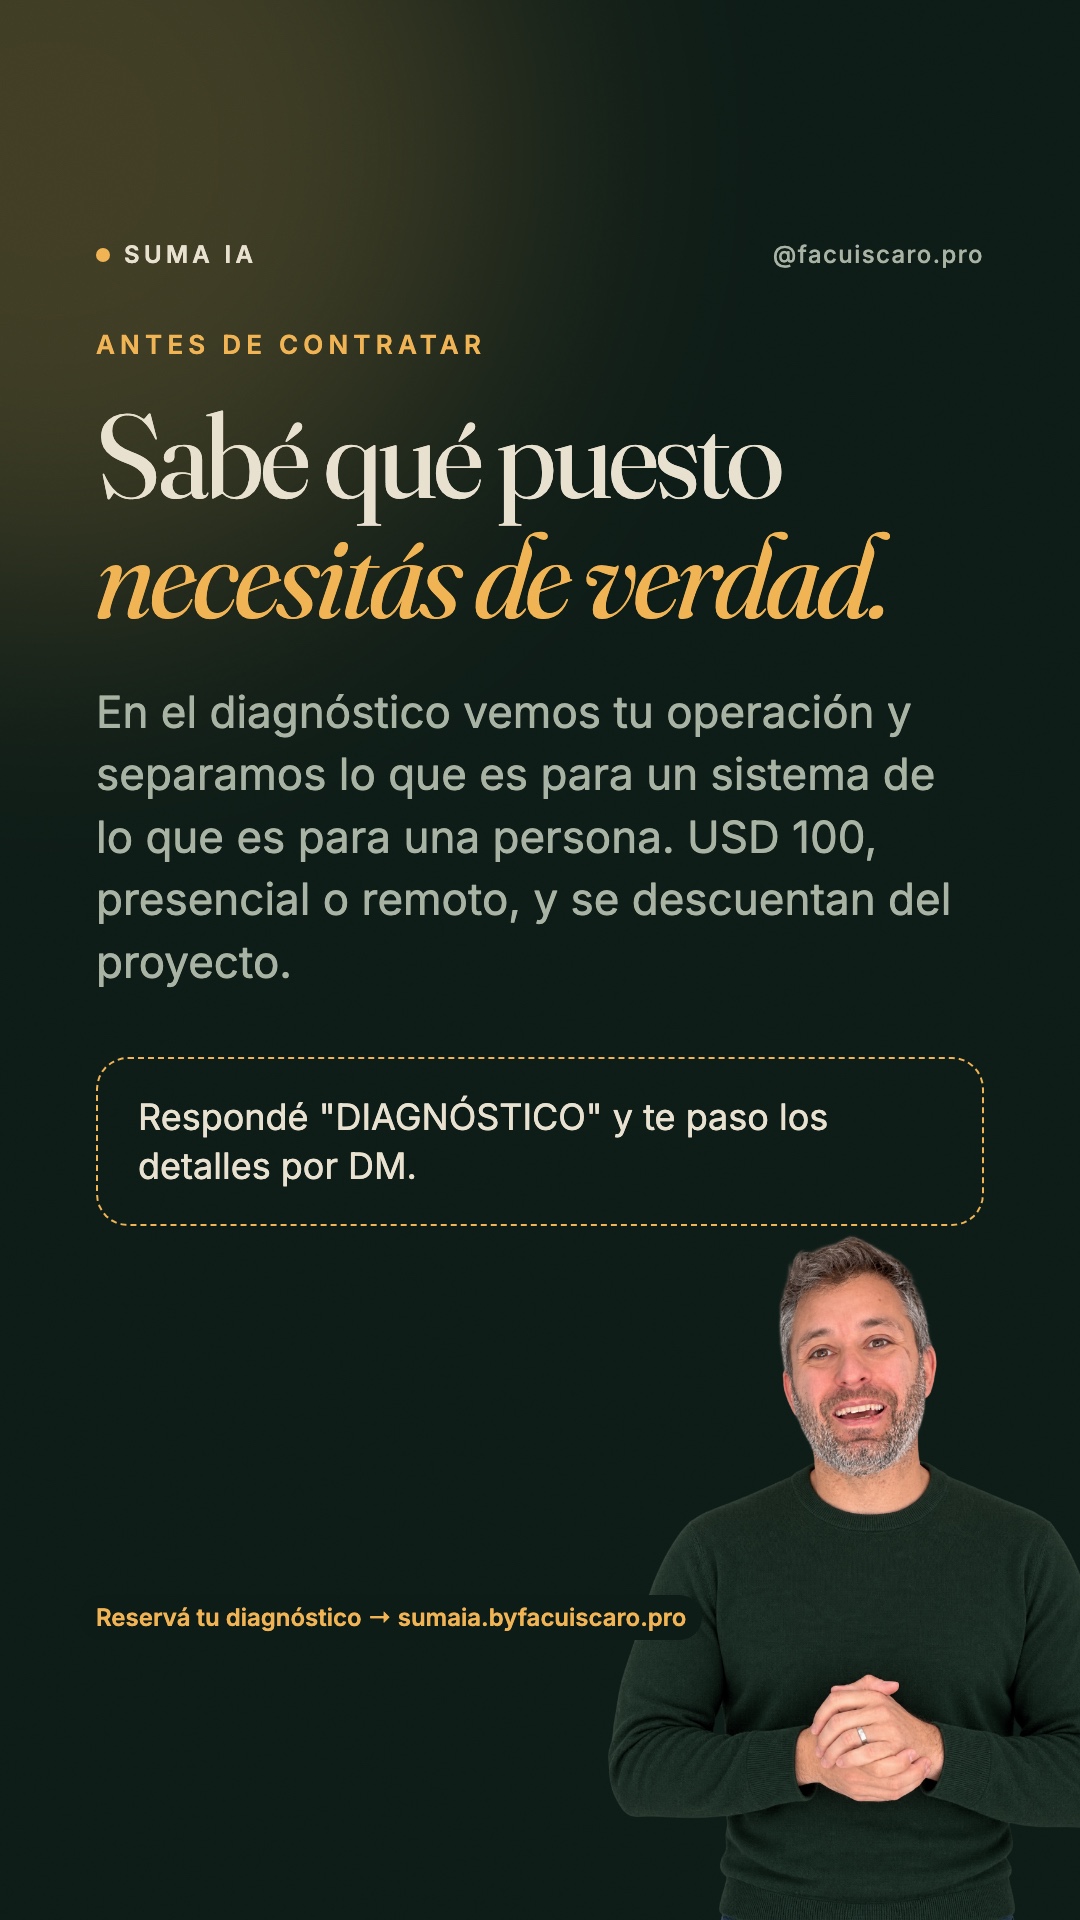 SUMA IA
@facuiscaro.pro
ANTES DE CONTRATAR
Sabé qué puesto
necesitás de verdad.
En el diagnóstico vemos tu operación y
separamos lo que es para un sistema de
lo que es para una persona. USD 100,
presencial o remoto, y se descuentan del
proyecto.
Respondé "DIAGNÓSTICO" y te paso los
detalles por DM.
Reservá tu diagnóstico → sumaia.byfacuiscaro.pro